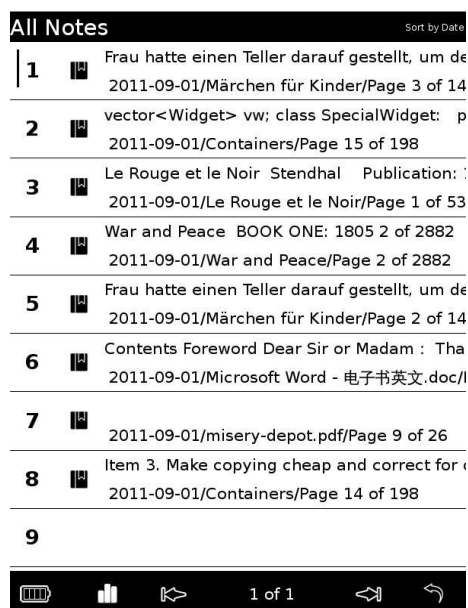 All Notes Sort by Date
1 Frau hatte einen Teller darauf gestellt, um de
2011-09-01/Märchen für Kinder/Page 3 of 14
2 vector<Widget> vw; class SpecialWidget: p
2011-09-01/Containers/Page 15 of 198
3 Le Rouge et le Noir Stendhal Publication:
2011-09-01/Le Rouge et le Noir/Page 1 of 53
4 War and Peace BOOK ONE: 1805 2 of 2882
2011-09-01/War and Peace/Page 2 of 2882
5 Frau hatte einen Teller darauf gestellt, um de
2011-09-01/Märchen für Kinder/Page 2 of 14
6 Contents Foreword Dear Sir or Madam : Tha
2011-09-01/Microsoft Word - 电子书英文.doc/
7
2011-09-01/misery-depot.pdf/Page 9 of 26
8 Item 3. Make copying cheap and correct for
2011-09-01/Containers/Page 14 of 198
9
1 of 1